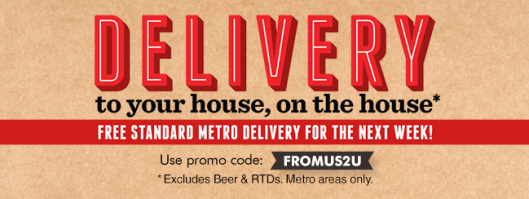 DELIVERY
to your house, on the house*
FREE STANDARD METRO DELIVERY FOR THE NEXT WEEK!
Use promo code: FROMUS2U
*Excludes Beer & RTDs. Metro areas only.